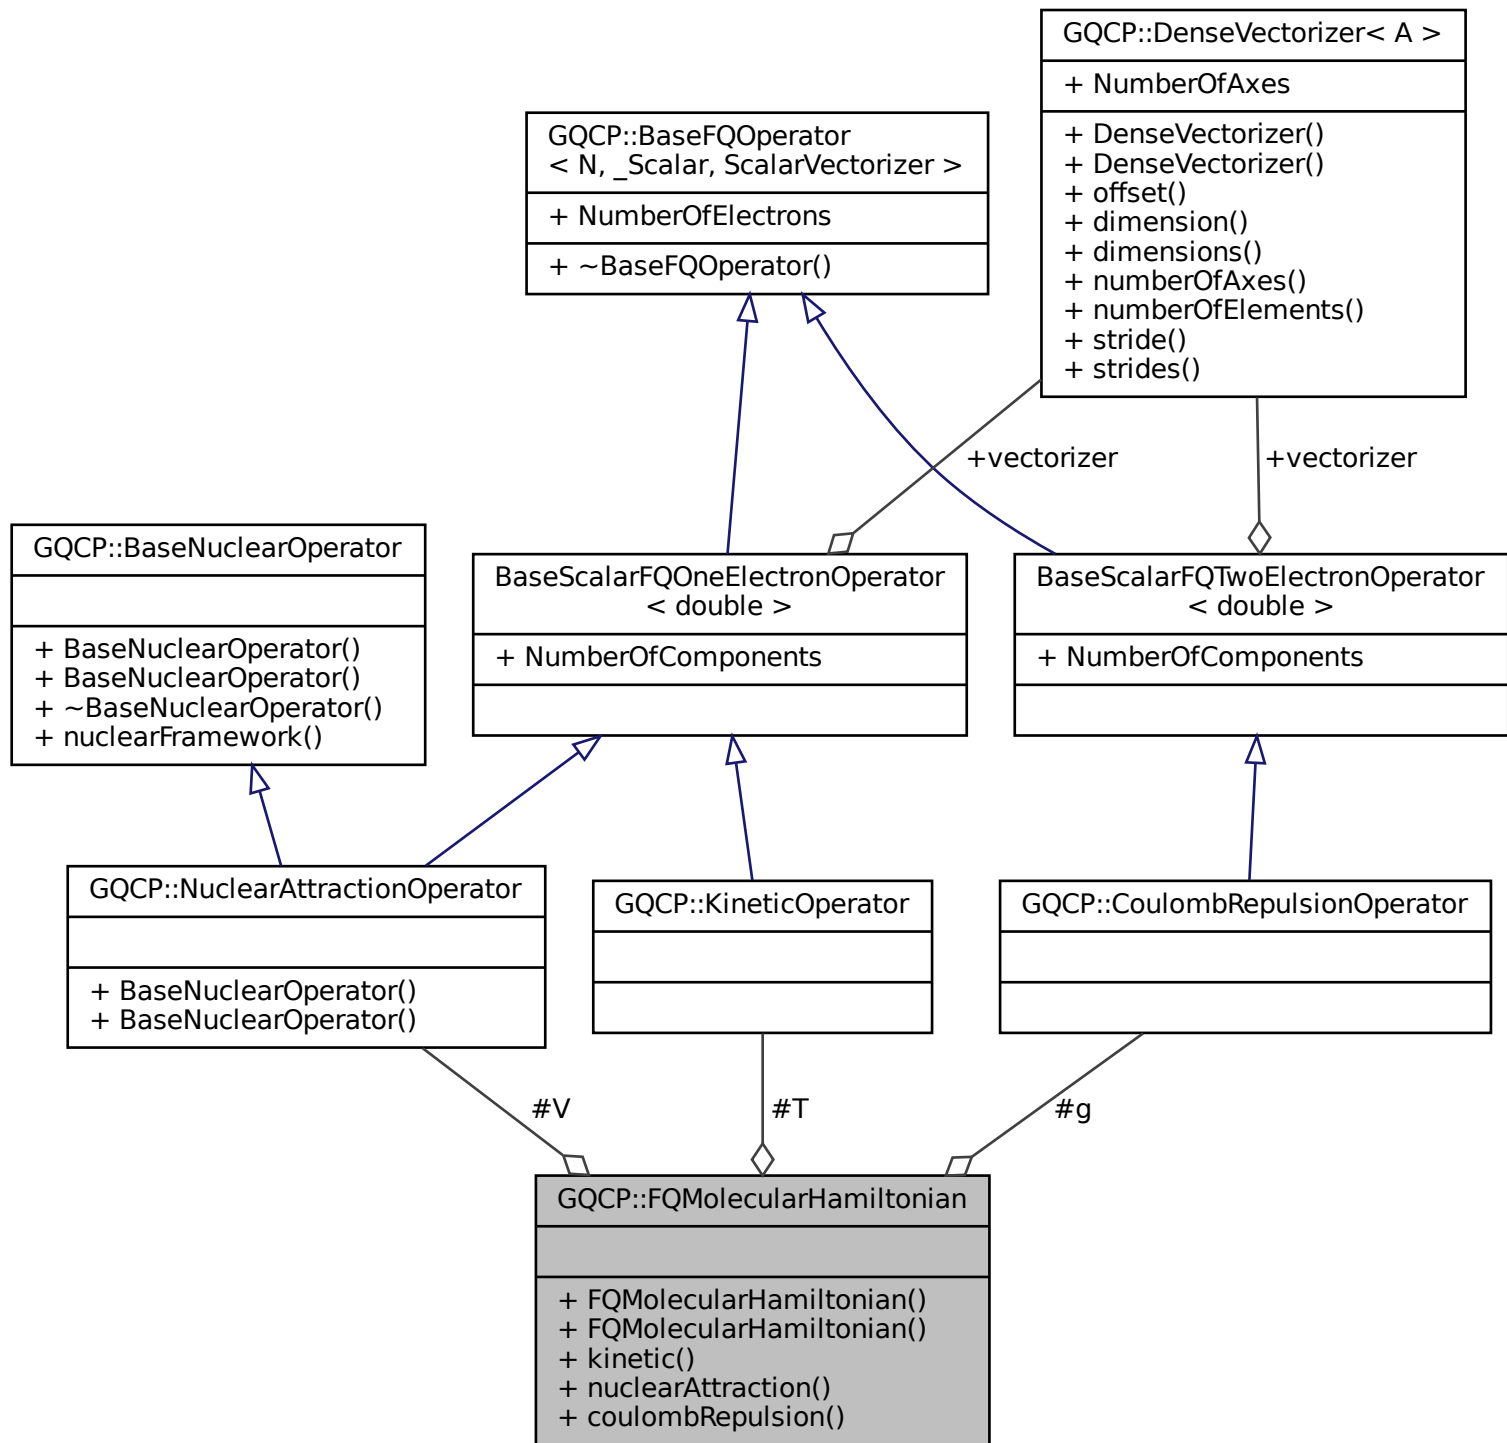 GQCP::DenseVectorizer< A >
+ NumberOfAxes
+ DenseVectorizer()
+ DenseVectorizer()
+ offset()
+ dimension()
+ dimensions()
+ numberOfAxes()
+ numberOfElements()
+ stride()
+ strides()
GQCP::BaseFQOperator
< N, _Scalar, ScalarVectorizer >
+ NumberOfElectrons
+ ~BaseFQOperator()
+vectorizer
+vectorizer
GQCP::BaseNuclearOperator
+ BaseNuclearOperator()
+ BaseNuclearOperator()
+ ~BaseNuclearOperator()
+ nuclearFramework()
BaseScalarFQOneElectronOperator
< double >
+ NumberOfComponents
BaseScalarFQTwoElectronOperator
< double >
+ NumberOfComponents
GQCP::NuclearAttractionOperator
+ BaseNuclearOperator()
+ BaseNuclearOperator()
GQCP::KineticOperator
GQCP::CoulombRepulsionOperator
#V
#T
#g
GQCP::FQMolecularHamiltonian
+ FQMolecularHamiltonian()
+ FQMolecularHamiltonian()
+ kinetic()
+ nuclearAttraction()
+ coulombRepulsion()